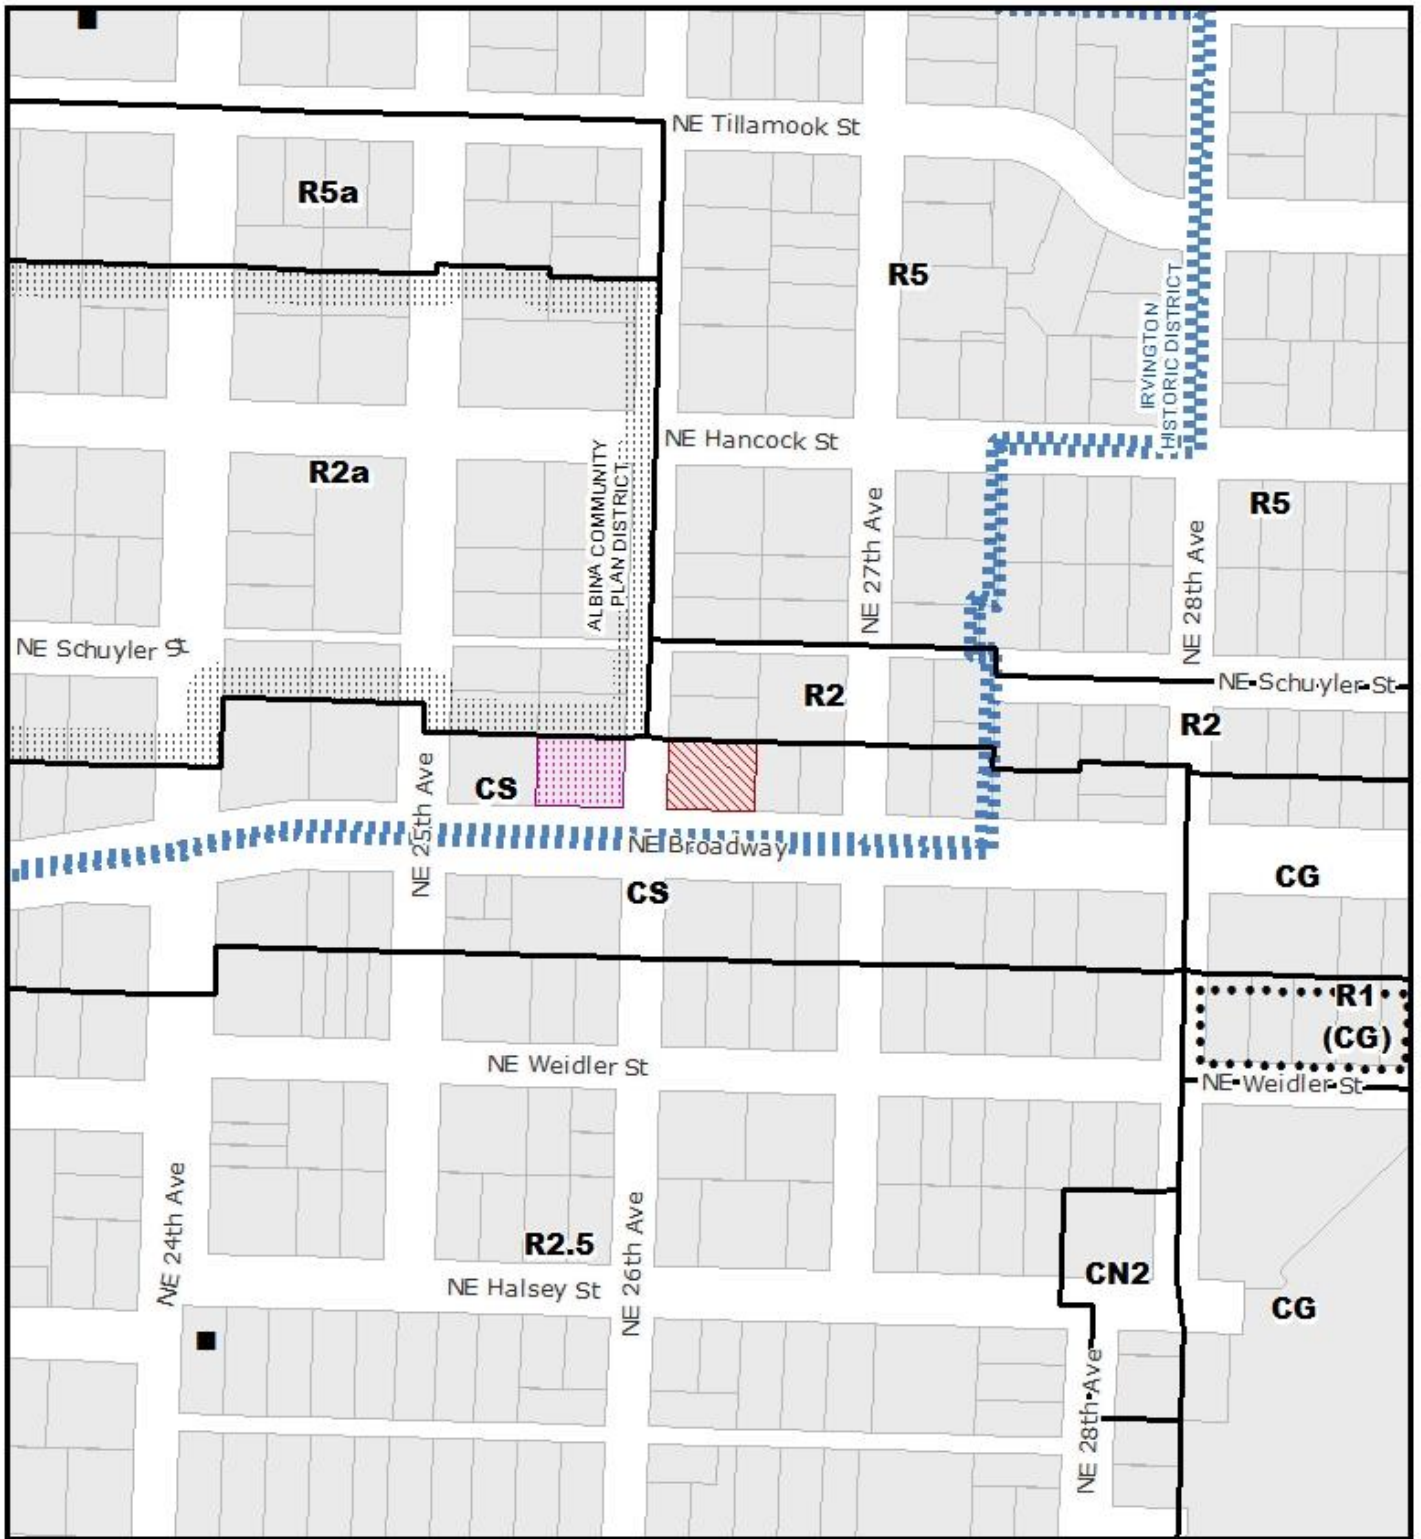 NE Tillamook St
R5a
R5
IRVINGTON
HISTORIC DISTRICT
NE Hancock St
R2a
ALBINA COMMUNITY
PLAN DISTRICT
R5
NE 27th Ave
NE 28th Ave
NE Schuyler St
NE Schuyler St
R2
R2
CS
NE 25th Ave
NE Broadway
CS
CG
R1
(CG)
NE Weidler St
NE Weidler St
NE 24th Ave
NE 26th Ave
R2.5
NE Halsey St
CN2
CG
NE 28th Ave